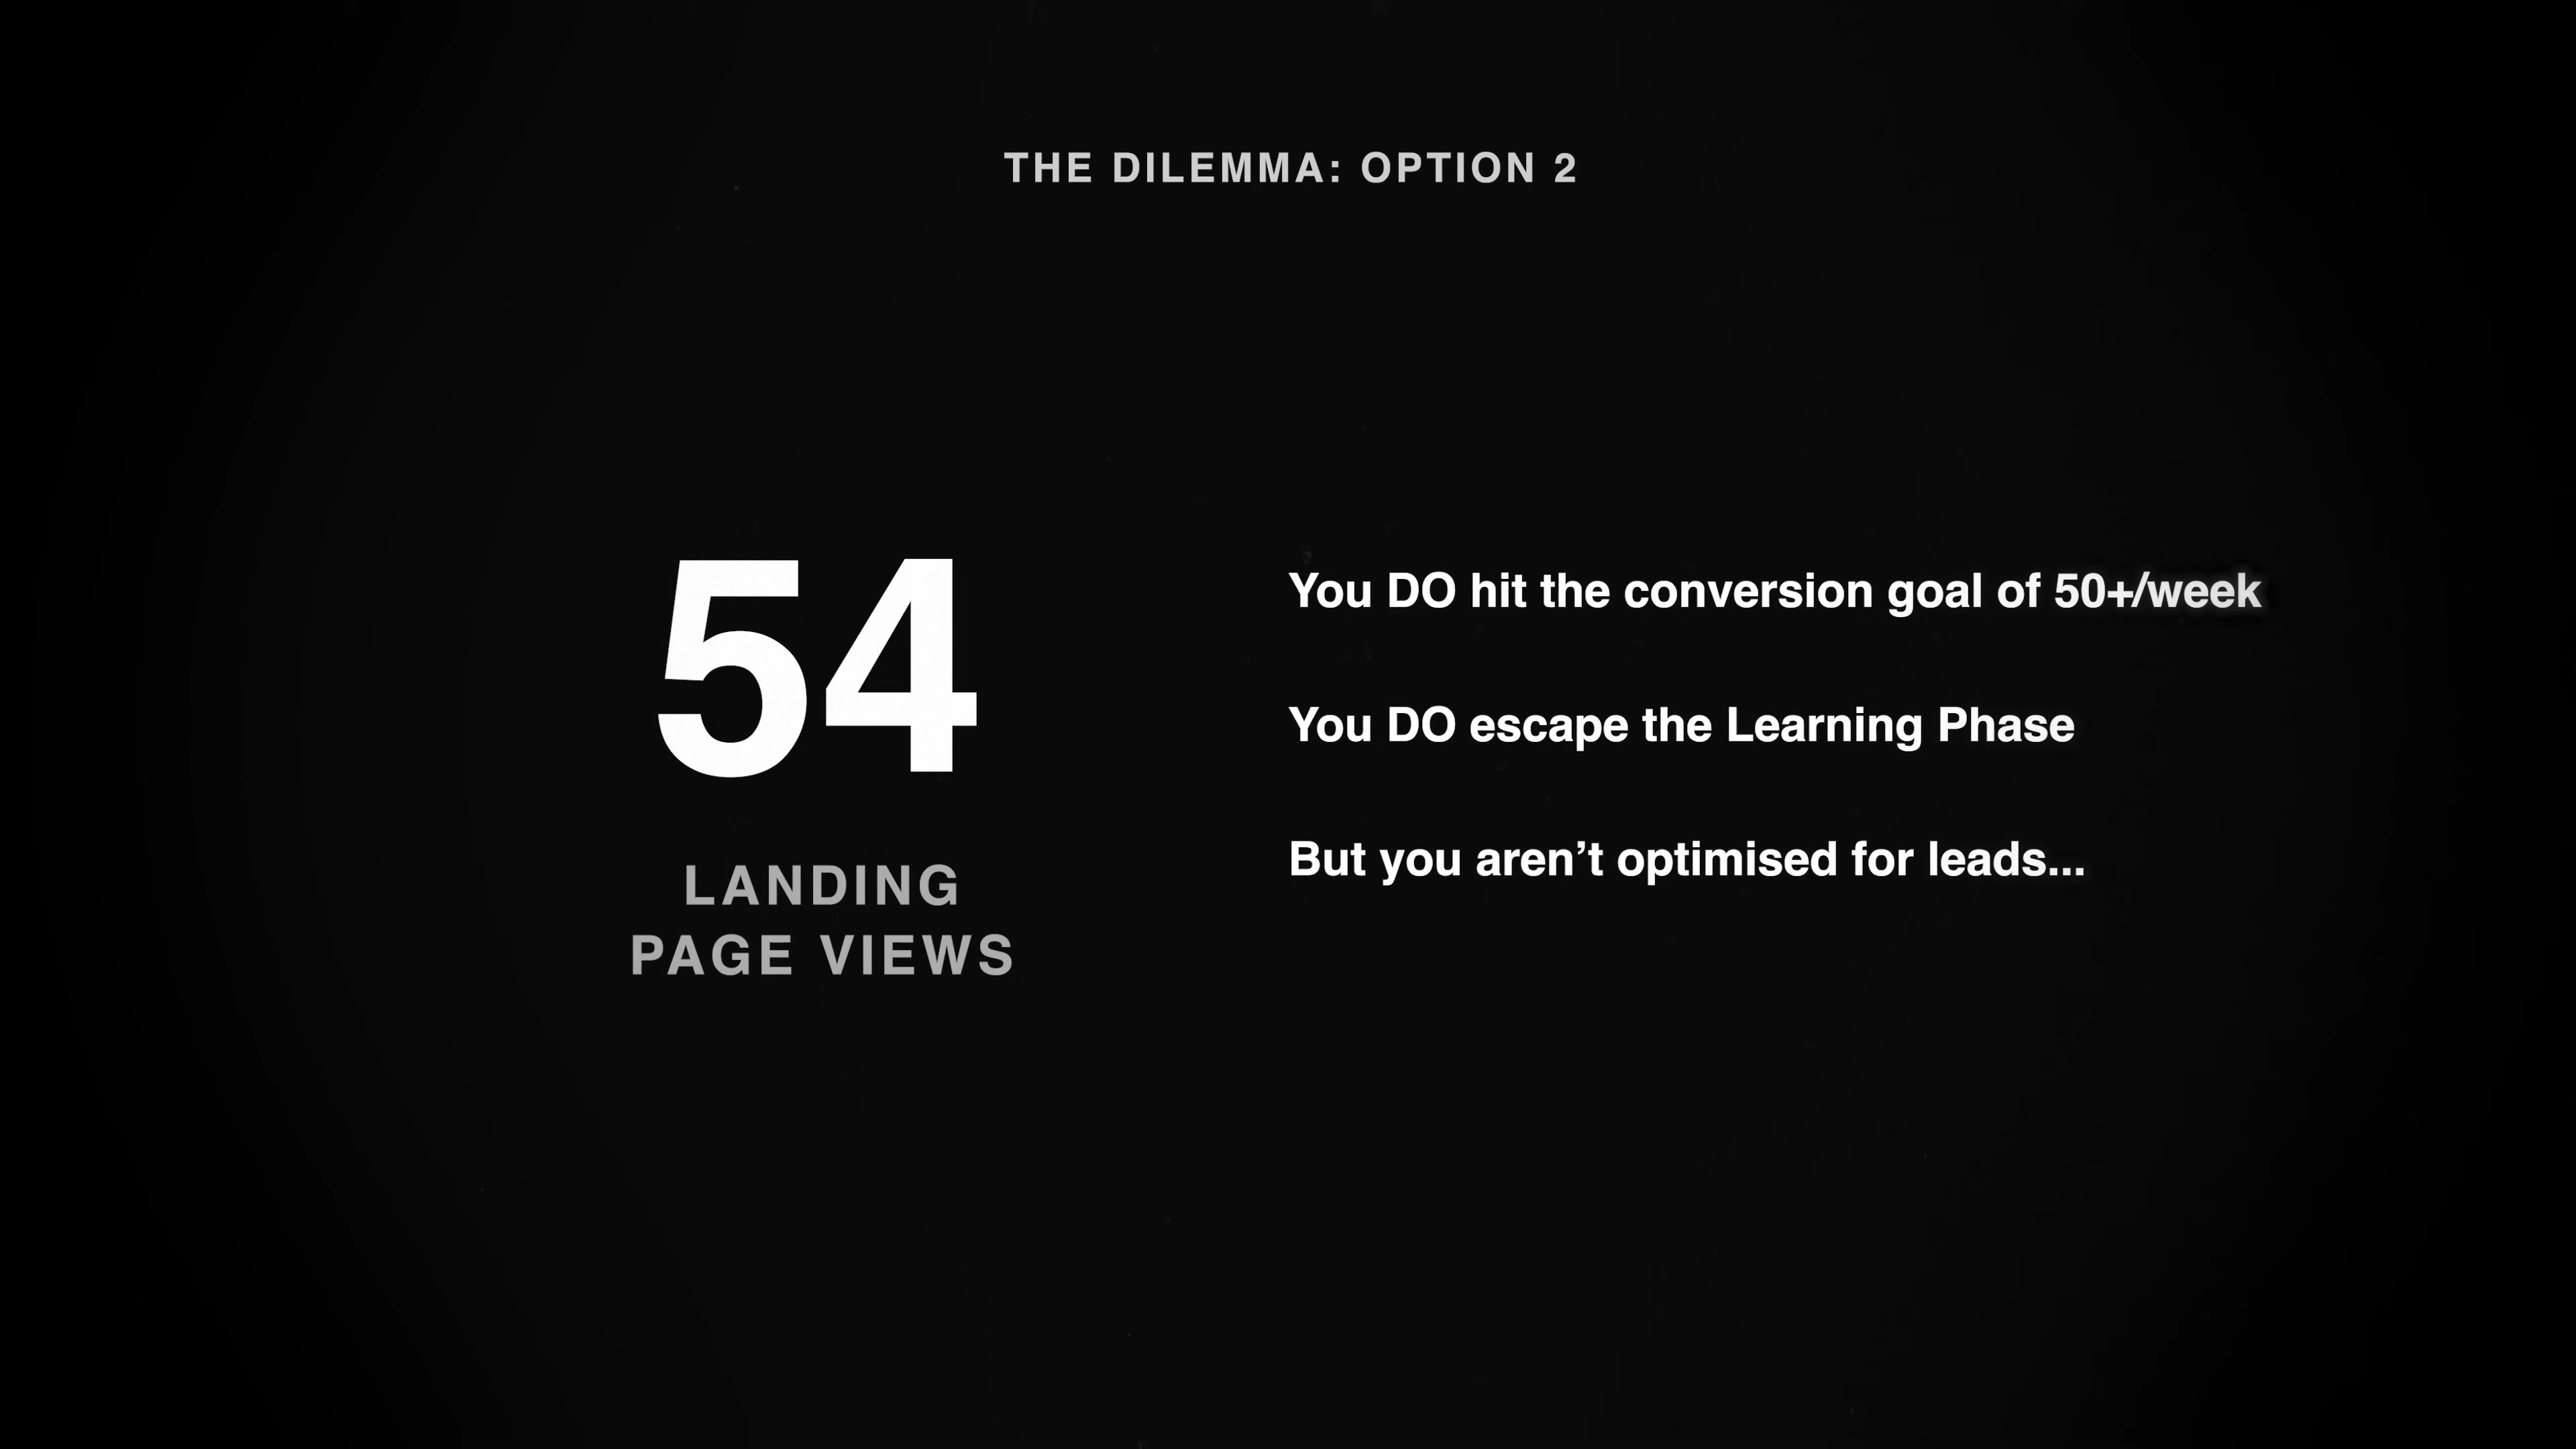 THE DILEMMA: OPTION 2
54
LANDING
PAGE VIEWS
You DO hit the conversion goal of 50+/week
You DO escape the Learning Phase
But you aren’t optimised for leads...